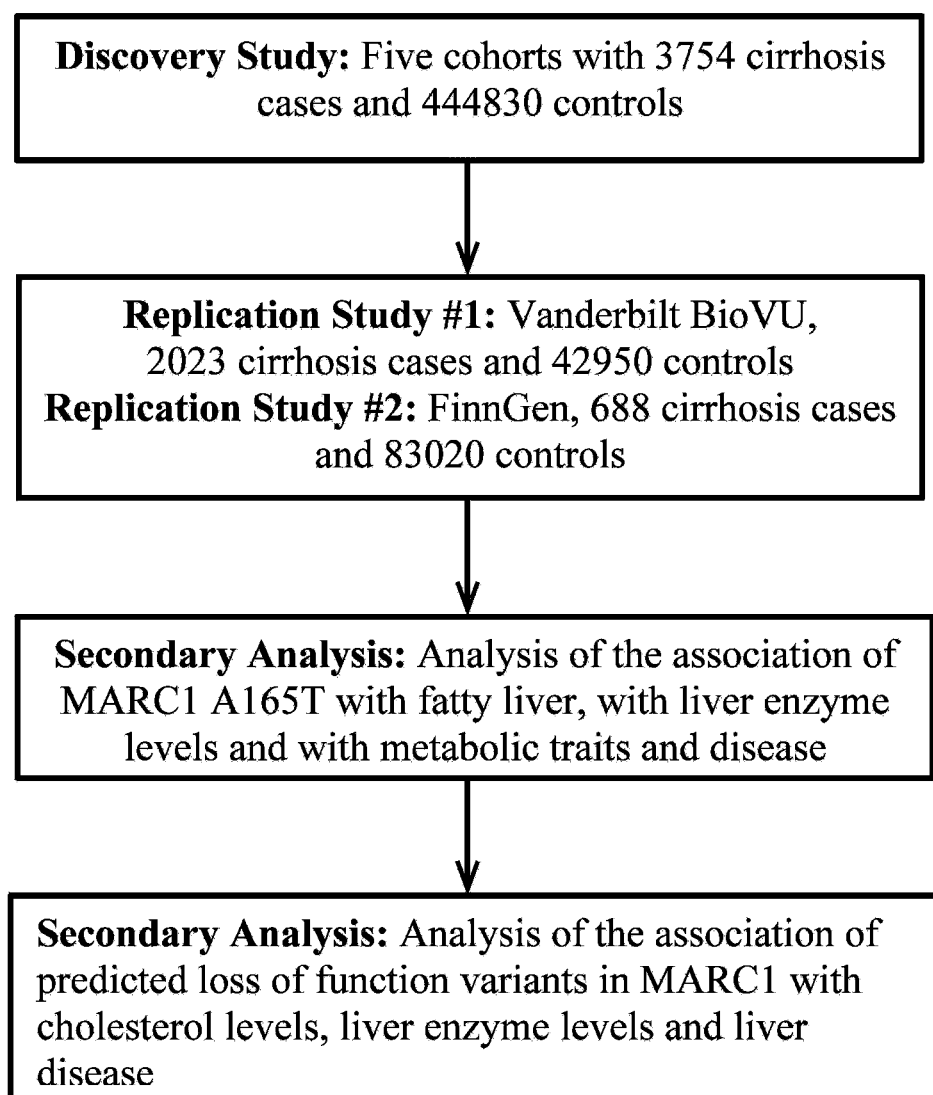 Discovery Study: Five cohorts with 3754 cirrhosis
cases and 444830 controls
Replication Study #1: Vanderbilt BioVU,
2023 cirrhosis cases and 42950 controls
Replication Study #2: FinnGen, 688 cirrhosis cases
and 83020 controls
Secondary Analysis: Analysis of the association of
MARC1 A165T with fatty liver, with liver enzyme
levels and with metabolic traits and disease
Secondary Analysis: Analysis of the association of
predicted loss of function variants in MARC1 with
cholesterol levels, liver enzyme levels and liver
disease